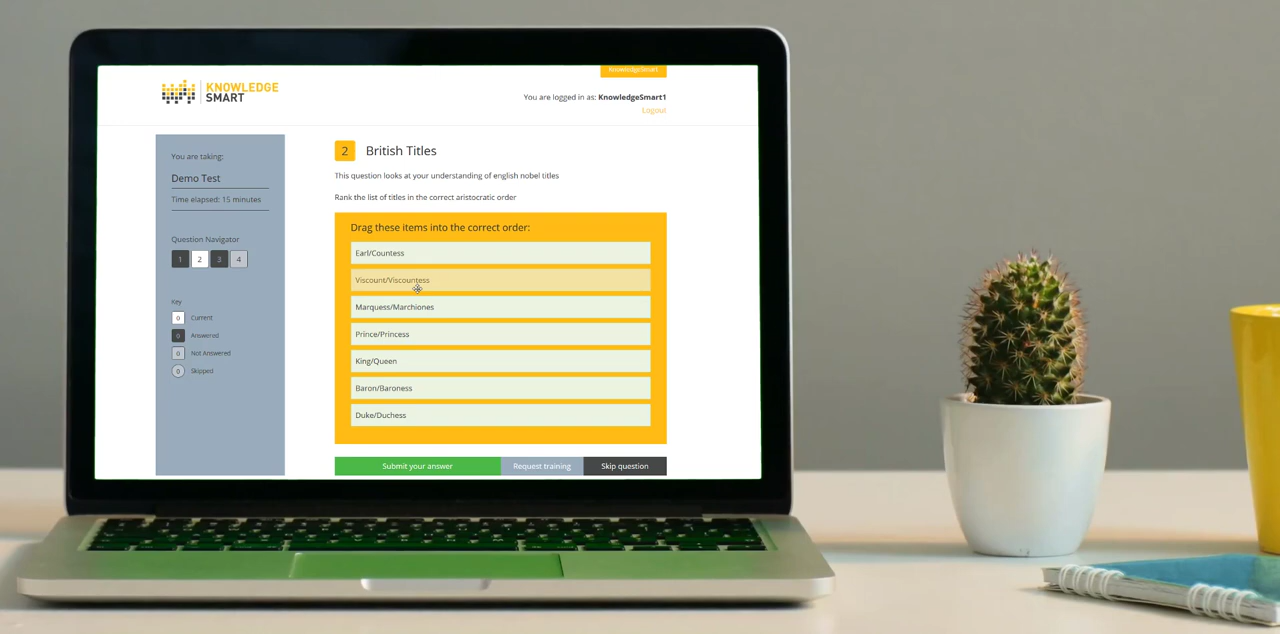 KnowledgeSmart
KNOWLEDGE
SMART
You are logged in as: KnowledgeSmart1
Logout
You are taking:
Demo Test
Time elapsed: 15 minutes
Question Navigator
1 2 3 4
Key
0 Current
0 Answered
0 Not Answered
0 Skipped
2 British Titles
This question looks at your understanding of english nobel titles
Rank the list of titles in the correct aristocratic order
Drag these items into the correct order:
Earl/Countess
Viscount/Viscountess
Marquess/Marchiones
Prince/Princess
King/Queen
Baron/Baroness
Duke/Duchess
Submit your answer Request training Skip question